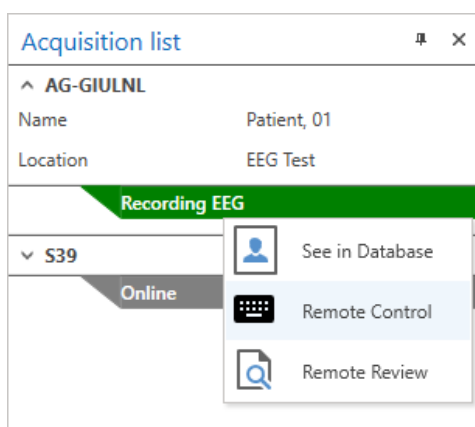 Acquisition list
AG-GIULNL
Name Patient, 01
Location EEG Test
Recording EEG
See in Database
S39
Online
Remote Control
Remote Review